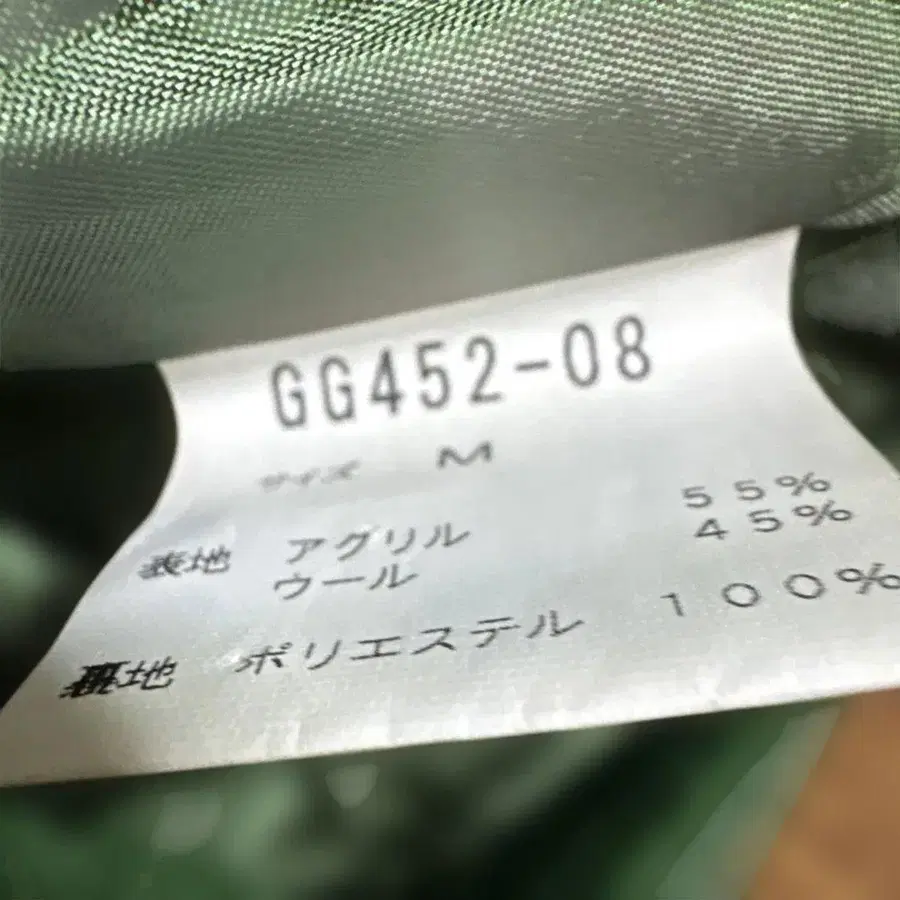 GG452-08
サイズ M
表地 アクリル 55%
ウール 45%
裏地 ポリエステル 100%